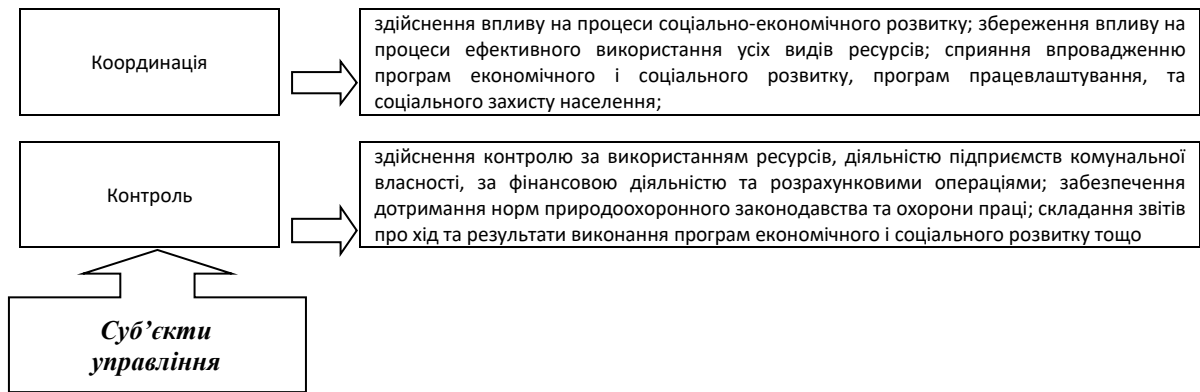 Координація
здійснення впливу на процеси соціально-економічного розвитку; збереження впливу на
процеси ефективного використання усіх видів ресурсів; сприяння впровадженню
програм економічного і соціального розвитку, програм працевлаштування, та
соціального захисту населення;
Контроль
здійснення контролю за використанням ресурсів, діяльністю підприємств комунальної
власності, за фінансовою діяльністю та розрахунковими операціями; забезпечення
дотримання норм природоохоронного законодавства та охорони праці; складання звітів
про хід та результати виконання програм економічного і соціального розвитку тощо
Суб’єкти
управління